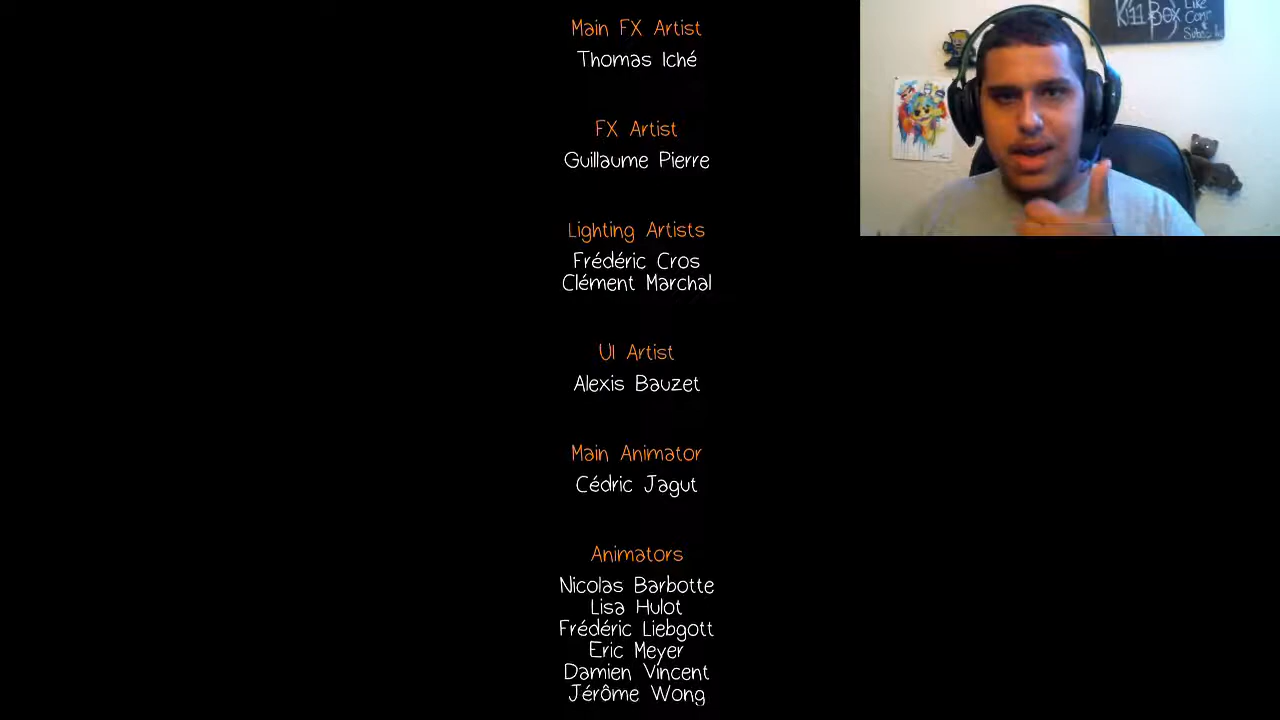 Main FX Artist
Thomas Iché
FX Artist
Guillaume Pierre
Lighting Artists
Frédéric Cros
Clément Marchal
UI Artist
Alexis Bauzet
Main Animator
Cédric Jagut
Animators
Nicolas Barbotte
Lisa Hulot
Frédéric Liebgott
Eric Meyer
Damien Vincent
Jérôme Wong
Like